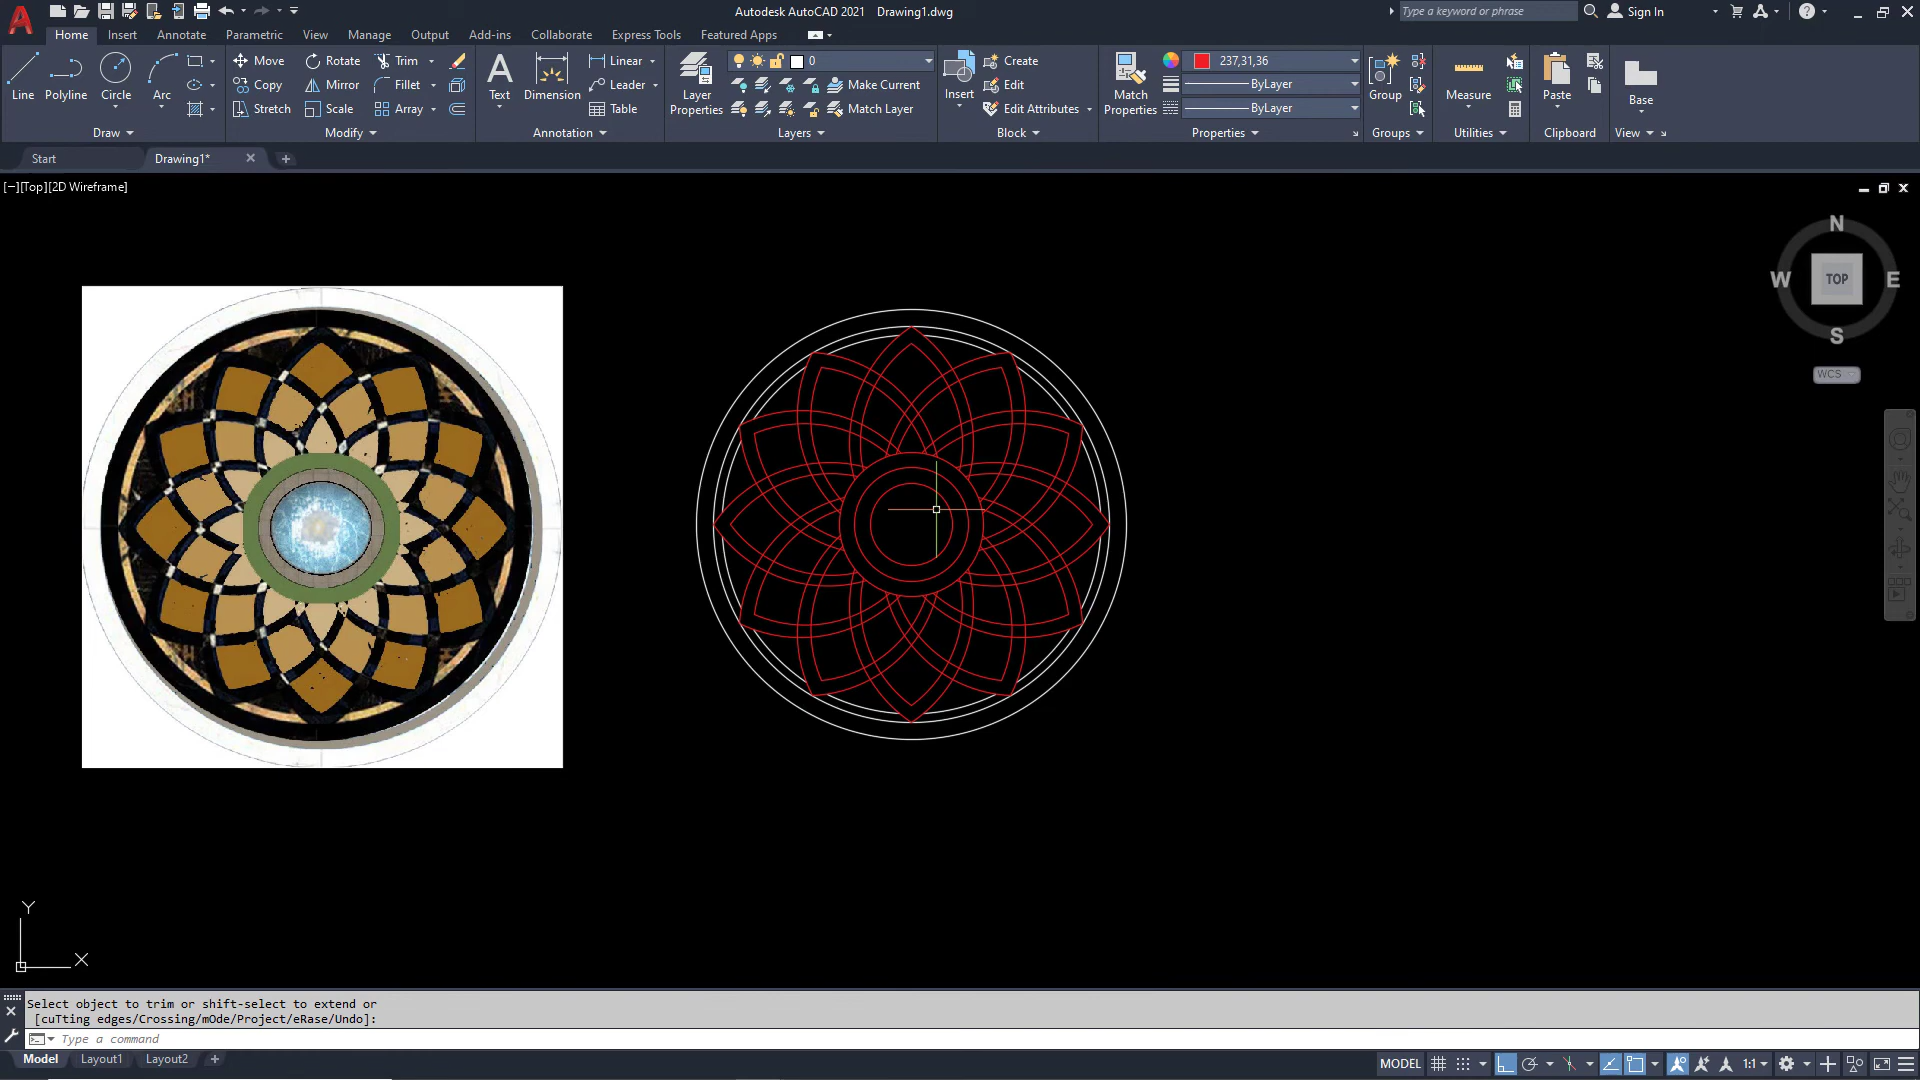 Autodesk AutoCAD 2021 Drawing1.dwg
Type a keyword or phrase
Sign In
Home Insert Annotate Parametric View Manage Output Add-ins Collaborate Express Tools Featured Apps
Line Polyline Circle Arc
Draw
Move Rotate Trim
Copy Mirror Fillet
Stretch Scale Array
Modify
Text Dimension
Linear
Leader
Table
Annotation
Layer Properties
0
Make Current
Match Layer
Layers
Insert
Create
Edit
Edit Attributes
Block
Match Properties
237,31,36
ByLayer
ByLayer
Properties
Group
Groups
Measure
Utilities
Paste
Clipboard
Base
View
Start Drawing1*
[−][Top][2D Wireframe]
N
W TOP E
S
WCS
Y
X
Select object to trim or shift-select to extend or
[cuTting edges/Crossing/mOde/Project/eRase/Undo]:
Type a command
Model Layout1 Layout2
MODEL 1:1